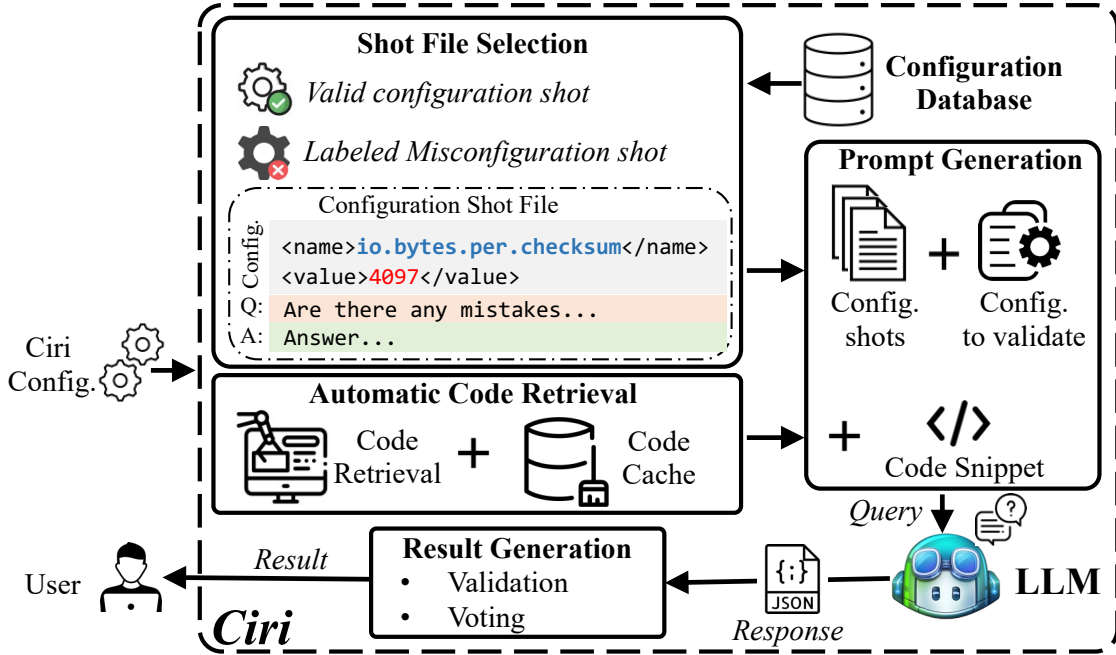 Shot File Selection
Valid configuration shot
Labeled Misconfiguration shot
Configuration Shot File
Config.
<name>io.bytes.per.checksum</name>
<value>4097</value>
Q: Are there any mistakes...
A: Answer...
Configuration
Database
Prompt Generation
Config.
shots
+
Config.
to validate
+
</>
Code Snippet
Ciri
Config.
Automatic Code Retrieval
Code
Retrieval
+
Code
Cache
Query
?
LLM
{;}
JSON
Response
Result Generation
• Validation
• Voting
Result
User
Ciri